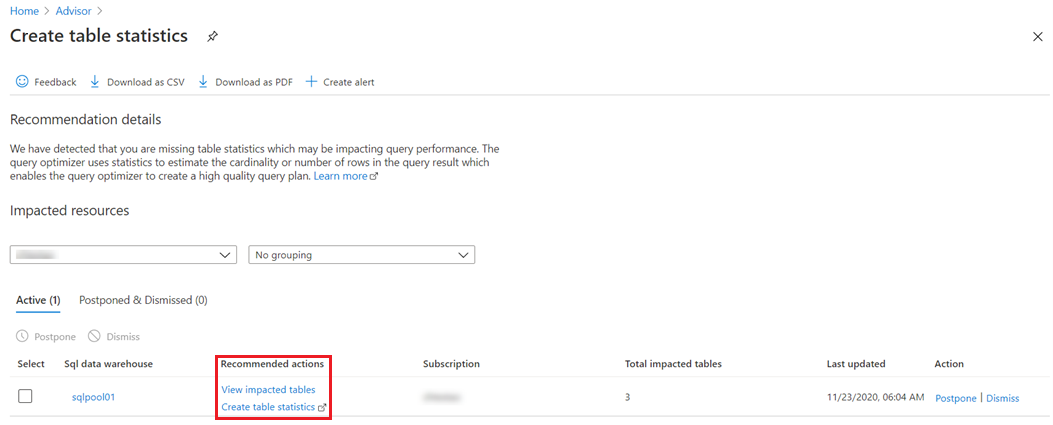 Home > Advisor >
Create table statistics
Feedback Download as CSV Download as PDF Create alert
Recommendation details
We have detected that you are missing table statistics which may be impacting query performance. The
query optimizer uses statistics to estimate the cardinality or number of rows in the query result which
enables the query optimizer to create a high quality query plan. Learn more
Impacted resources
No grouping
Active (1) Postponed & Dismissed (0)
Postpone Dismiss
Select Sql data warehouse Recommended actions Subscription Total impacted tables Last updated Action
View impacted tables
sqlpool01 3 11/23/2020, 06:04 AM Postpone | Dismiss
Create table statistics